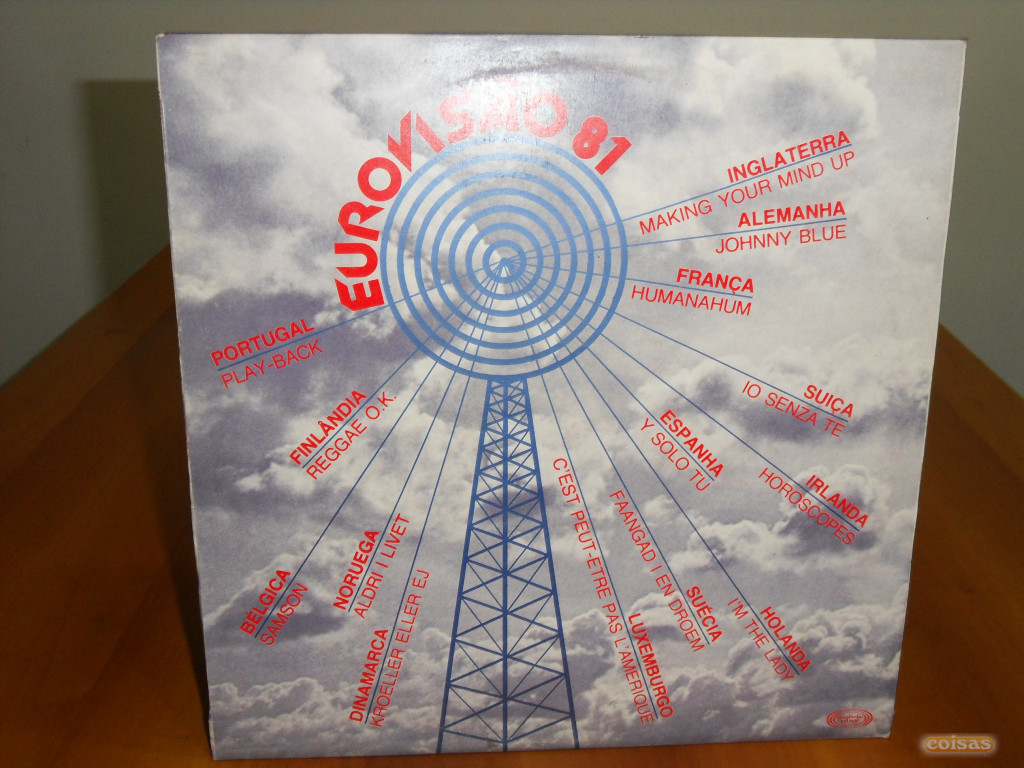 EUROVISÃO 81
INGLATERRA
MAKING YOUR MIND UP
ALEMANHA
JOHNNY BLUE
FRANÇA
HUMANAHUM
SUIÇA
IO SENZA TE
IRLANDA
HOROSCOPES
ESPANHA
Y SOLO TU
HOLANDA
I'M THE LADY
SUÉCIA
FAANGAD I EN DROEM
LUXEMBURGO
C'EST PEUT-ETRE PAS L'AMERIQUE
PORTUGAL
PLAY-BACK
FINLÂNDIA
REGGAE O.K.
BÉLGICA
SAMSON
NORUEGA
ALDRI I LIVET
DINAMARCA
KROELLER ELLER EJ
coisas